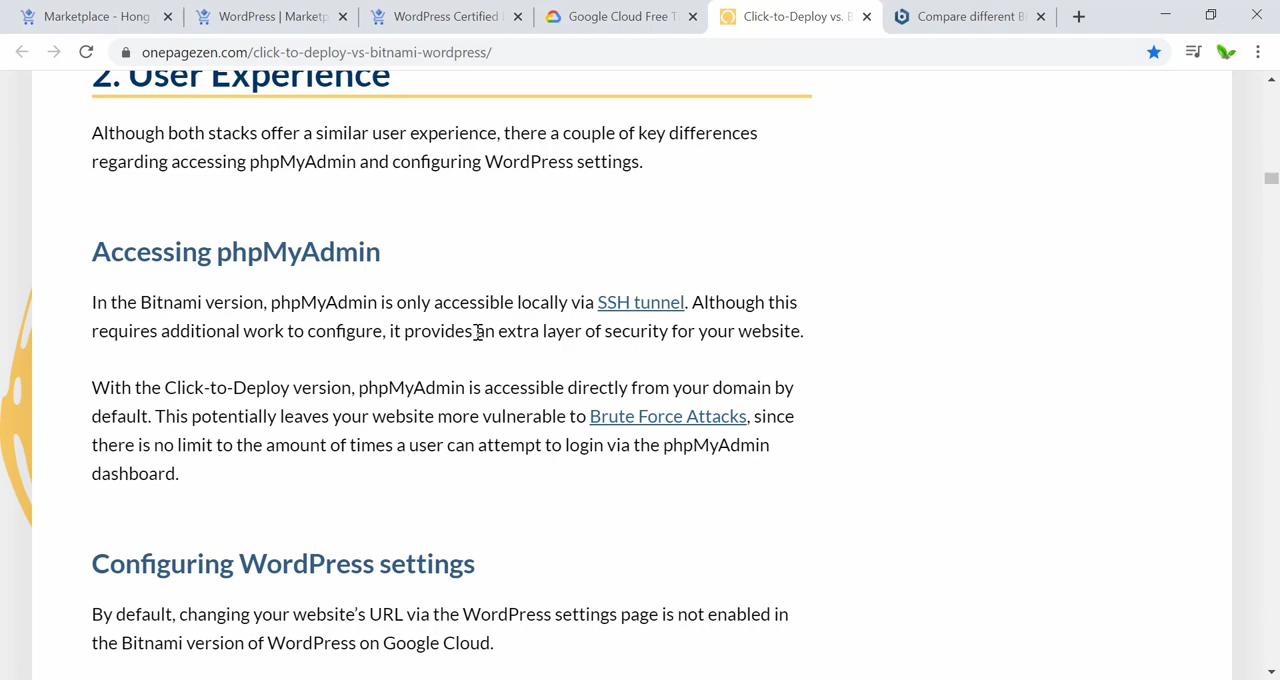 Marketplace - Hong
WordPress | Marketp
WordPress Certified
Google Cloud Free T
Click-to-Deploy vs. B
Compare different B
onepagezen.com/click-to-deploy-vs-bitnami-wordpress/
2. User Experience
Although both stacks offer a similar user experience, there a couple of key differences
regarding accessing phpMyAdmin and configuring WordPress settings.
Accessing phpMyAdmin
In the Bitnami version, phpMyAdmin is only accessible locally via SSH tunnel. Although this
requires additional work to configure, it provides an extra layer of security for your website.
With the Click-to-Deploy version, phpMyAdmin is accessible directly from your domain by
default. This potentially leaves your website more vulnerable to Brute Force Attacks, since
there is no limit to the amount of times a user can attempt to login via the phpMyAdmin
dashboard.
Configuring WordPress settings
By default, changing your website’s URL via the WordPress settings page is not enabled in
the Bitnami version of WordPress on Google Cloud.